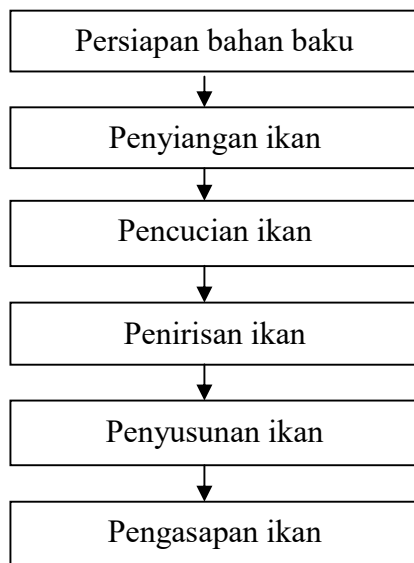 Persiapan bahan baku
Penyiangan ikan
Pencucian ikan
Penirisan ikan
Penyusunan ikan
Pengasapan ikan